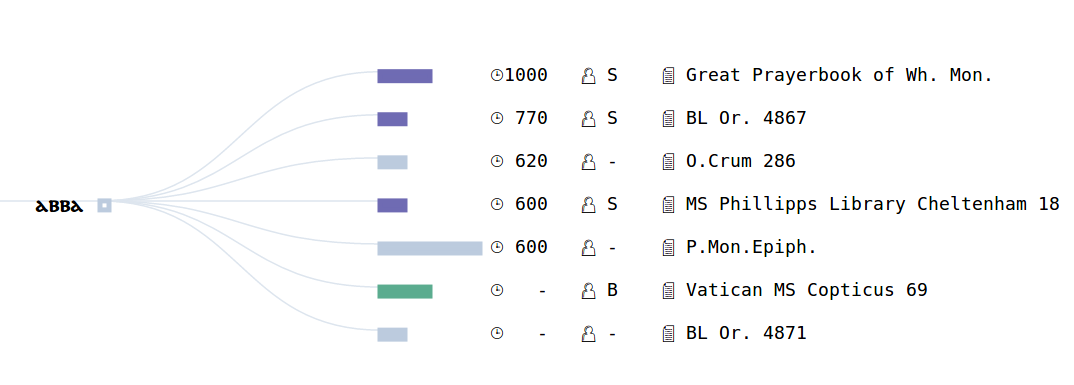 1000 S Great Prayerbook of Wh. Mon.
770 S BL Or. 4867
620 - O.Crum 286
ⲁⲃⲃⲁ
600 S MS Phillipps Library Cheltenham 18
600 - P.Mon.Epiph.
- B Vatican MS Copticus 69
- - BL Or. 4871